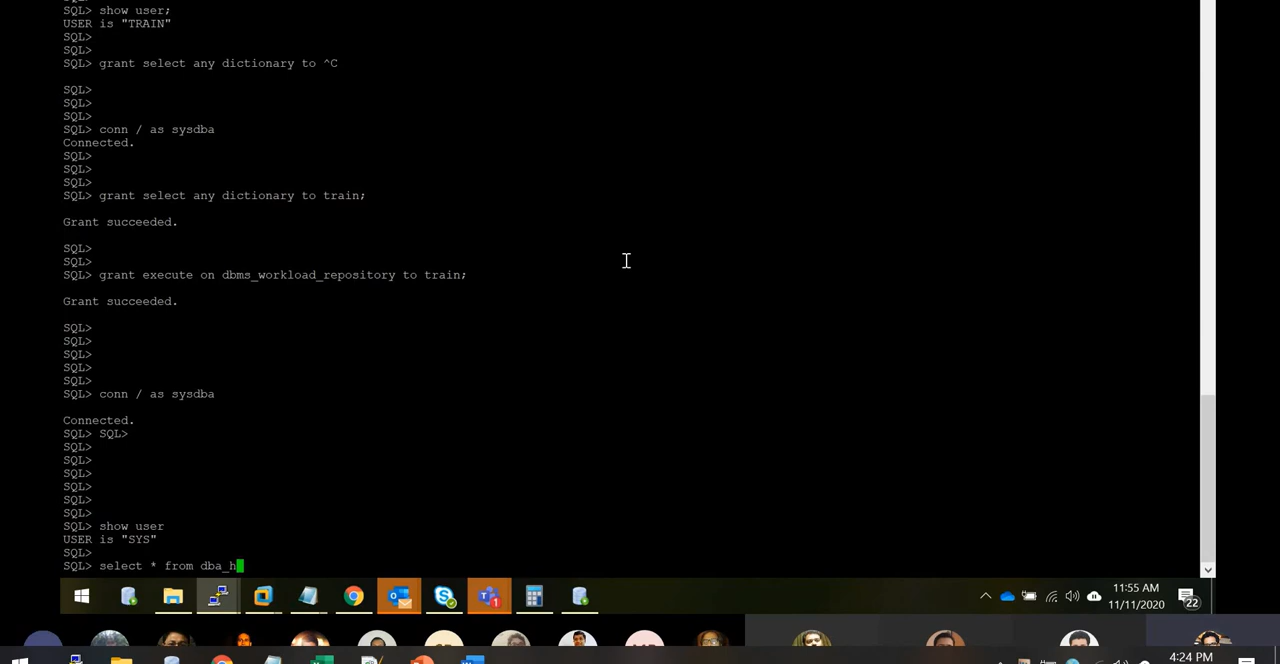 SQL> show user;
USER is "TRAIN"
SQL>
SQL>
SQL> grant select any dictionary to ^C
SQL>
SQL>
SQL>
SQL> conn / as sysdba
Connected.
SQL>
SQL>
SQL>
SQL> grant select any dictionary to train;
Grant succeeded.
SQL>
SQL>
SQL> grant execute on dbms_workload_repository to train;
Grant succeeded.
SQL>
SQL>
SQL>
SQL>
SQL>
SQL> conn / as sysdba
Connected.
SQL> SQL>
SQL>
SQL>
SQL>
SQL>
SQL>
SQL>
SQL> show user
USER is "SYS"
SQL>
SQL> select * from dba_h
11:55 AM
11/11/2020
22
1
4:24 PM